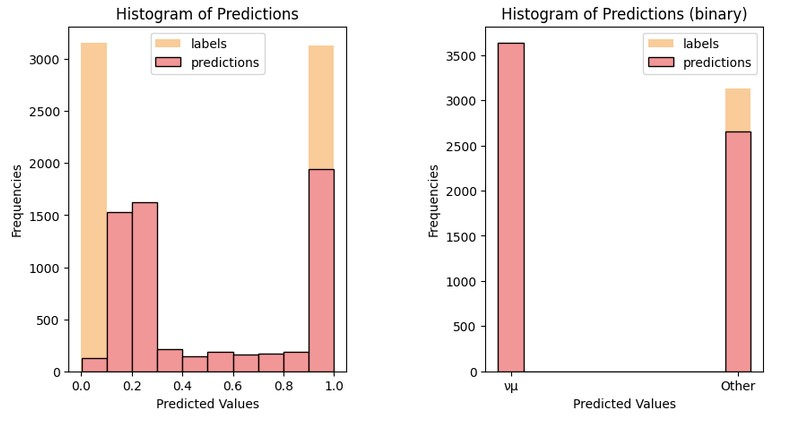 Histogram of Predictions
labels
predictions
3000
2500
2000
1500
1000
500
0
Frequencies
0.0 0.2 0.4 0.6 0.8 1.0
Predicted Values
Histogram of Predictions (binary)
labels
predictions
3500
3000
2500
2000
1500
1000
500
0
Frequencies
νμ Other
Predicted Values